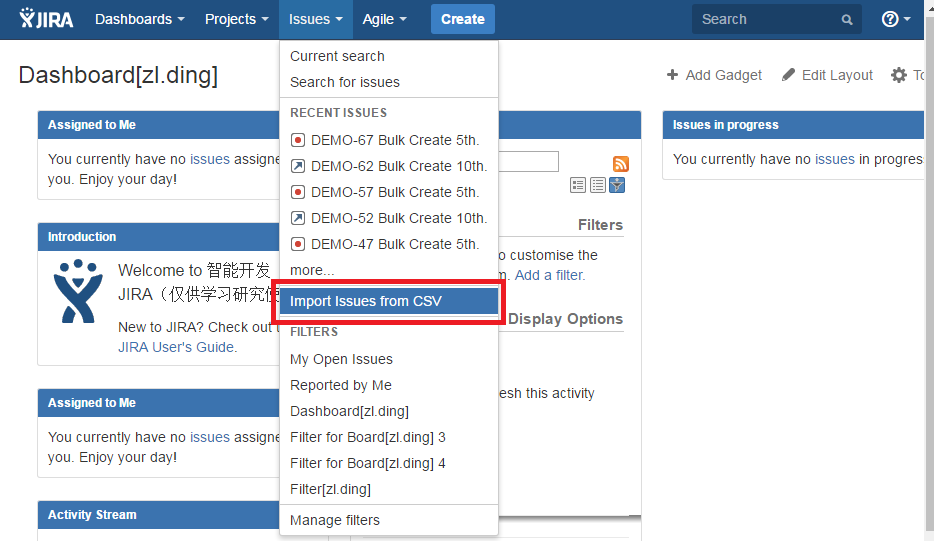 JIRA Dashboards Projects Issues Agile Create Search
Dashboard[zl.ding]
Add Gadget Edit Layout
Current search
Search for issues
RECENT ISSUES
DEMO-67 Bulk Create 5th.
DEMO-62 Bulk Create 10th.
DEMO-57 Bulk Create 5th.
DEMO-52 Bulk Create 10th.
DEMO-47 Bulk Create 5th.
more...
Import Issues from CSV
FILTERS
My Open Issues
Reported by Me
Dashboard[zl.ding]
Filter for Board[zl.ding] 3
Filter for Board[zl.ding] 4
Filter[zl.ding]
Manage filters
Assigned to Me
You currently have no issues assigne
you. Enjoy your day!
Introduction
Welcome to 智能开发
JIRA（仅供学习研究使
New to JIRA? Check out
JIRA User's Guide.
Assigned to Me
You currently have no issues assigne
you. Enjoy your day!
Activity Stream
Filters
o customise the
Add a filter.
Display Options
esh this activity
Issues in progress
You currently have no issues in progres